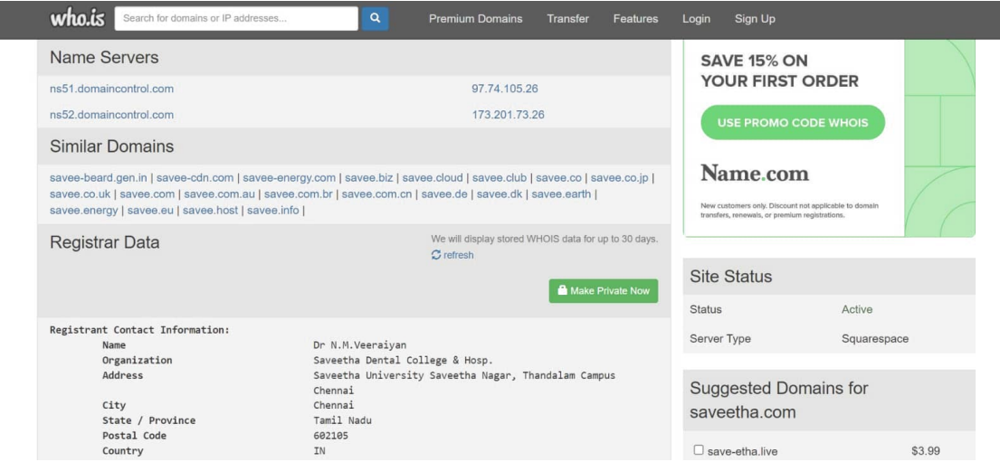 who.is Search for domains or IP addresses... Premium Domains Transfer Features Login Sign Up
Name Servers
ns51.domaincontrol.com 97.74.105.26
ns52.domaincontrol.com 173.201.73.26
Similar Domains
savee-beard.gen.in | savee-cdn.com | savee-energy.com | savee.biz | savee.cloud | savee.club | savee.co | savee.co.jp |
savee.co.uk | savee.com | savee.com.au | savee.com.br | savee.com.cn | savee.de | savee.dk | savee.earth |
savee.energy | savee.eu | savee.host | savee.info |
Registrar Data
We will display stored WHOIS data for up to 30 days.
refresh
Make Private Now
Registrant Contact Information:
Name Dr N.M.Veeraiyan
Organization Saveetha Dental College & Hosp.
Address Saveetha University Saveetha Nagar, Thandalam Campus
Chennai
City Chennai
State / Province Tamil Nadu
Postal Code 602105
Country IN
SAVE 15% ON
YOUR FIRST ORDER
USE PROMO CODE WHOIS
Name.com
New customers only. Discount not applicable to domain
transfers, renewals, or premium registrations.
Site Status
Status Active
Server Type Squarespace
Suggested Domains for
saveetha.com
save-etha.live $3.99